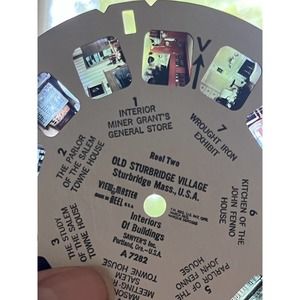 1
INTERIOR
MINER GRANT'S
GENERAL STORE
Reel Two
OLD STURBRIDGE VILLAGE
Sturbridge Mass., U.S.A.
VIEW-MASTER
REEL
Interiors
Of Buildings
SAWYER'S Inc.
Portland, Ore.-U.S.A.
A 7282
2
THE PARLOR
OF THE SALEM
TOWNE HOUSE
3
THE STUDY
OF THE SALEM
TOWNE HOUSE
MASON
MEETING-R
TOWNE HOUSE
PARLOR OF THE
JOHN FENNO
HOUSE
6
KITCHEN OF THE
JOHN FENNO
HOUSE
7
WROUGHT IRON
EXHIBIT
V